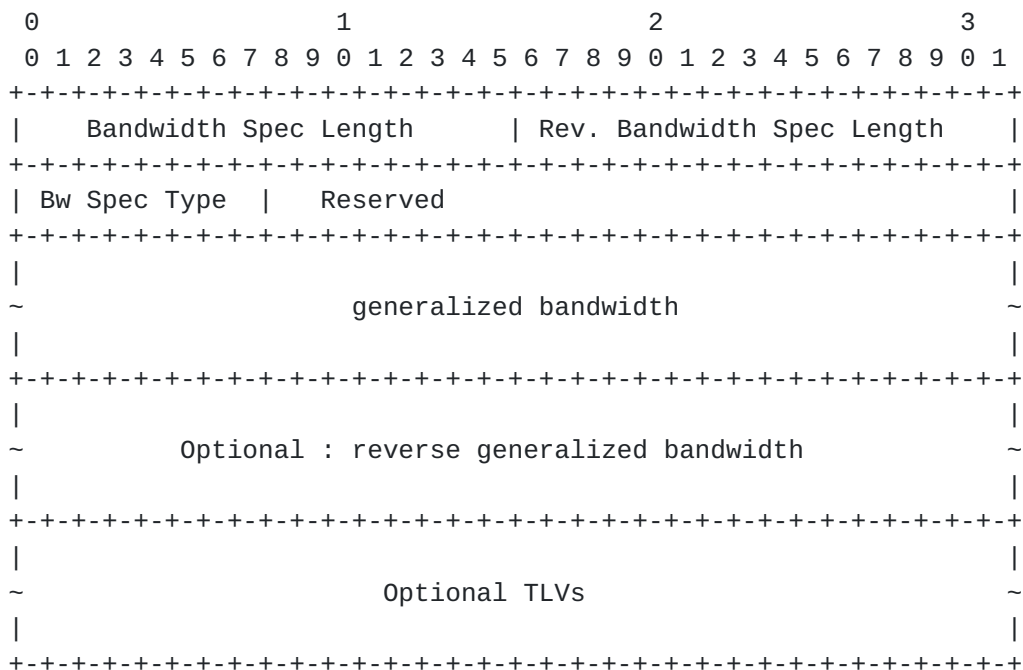 0                   1                   2                   3
 0 1 2 3 4 5 6 7 8 9 0 1 2 3 4 5 6 7 8 9 0 1 2 3 4 5 6 7 8 9 0 1
+-+-+-+-+-+-+-+-+-+-+-+-+-+-+-+-+-+-+-+-+-+-+-+-+-+-+-+-+-+-+-+-+
|    Bandwidth Spec Length      | Rev. Bandwidth Spec Length    |
+-+-+-+-+-+-+-+-+-+-+-+-+-+-+-+-+-+-+-+-+-+-+-+-+-+-+-+-+-+-+-+-+
| Bw Spec Type  |   Reserved                                    |
+-+-+-+-+-+-+-+-+-+-+-+-+-+-+-+-+-+-+-+-+-+-+-+-+-+-+-+-+-+-+-+-+
|                                                               |
~                     generalized bandwidth                     ~
|                                                               |
+-+-+-+-+-+-+-+-+-+-+-+-+-+-+-+-+-+-+-+-+-+-+-+-+-+-+-+-+-+-+-+-+
|                                                               |
~          Optional : reverse generalized bandwidth             ~
|                                                               |
+-+-+-+-+-+-+-+-+-+-+-+-+-+-+-+-+-+-+-+-+-+-+-+-+-+-+-+-+-+-+-+-+
|                                                               |
~                       Optional TLVs                           ~
|                                                               |
+-+-+-+-+-+-+-+-+-+-+-+-+-+-+-+-+-+-+-+-+-+-+-+-+-+-+-+-+-+-+-+-+